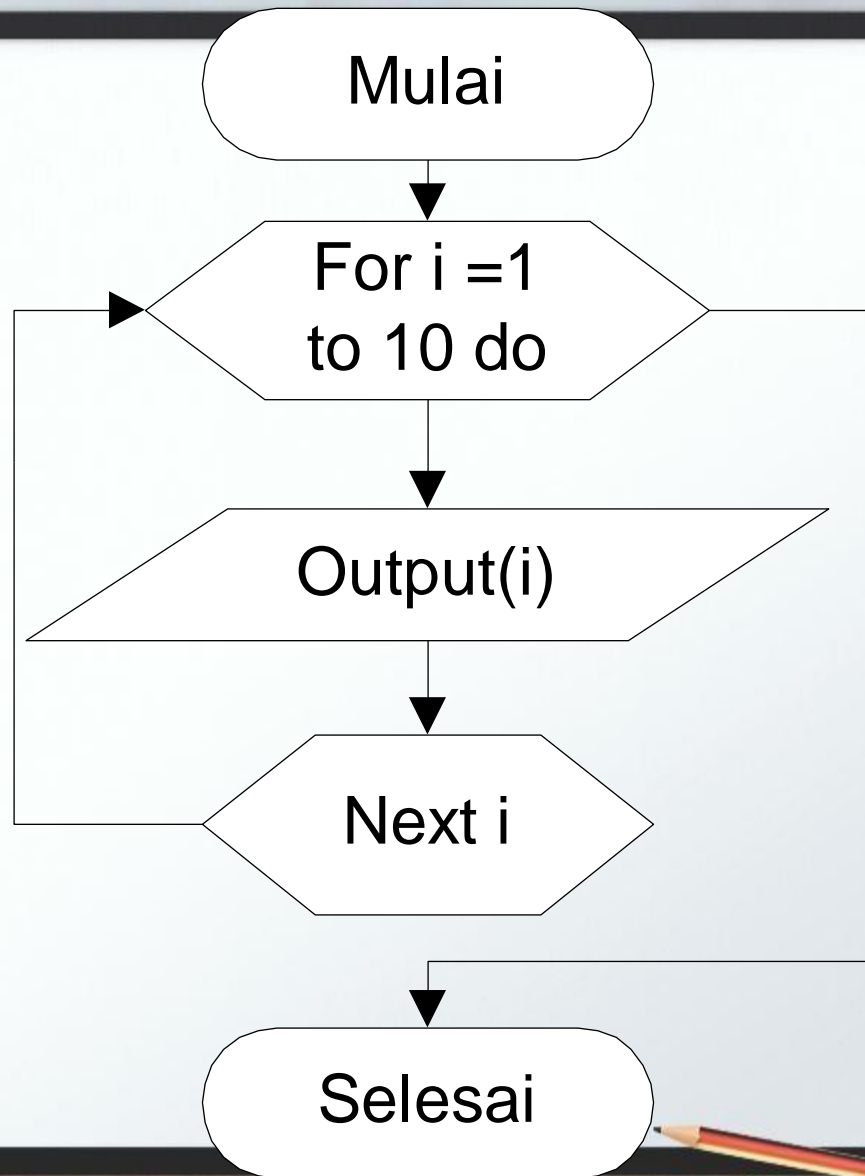 Mulai
For i =1
to 10 do
Output(i)
Next i
Selesai